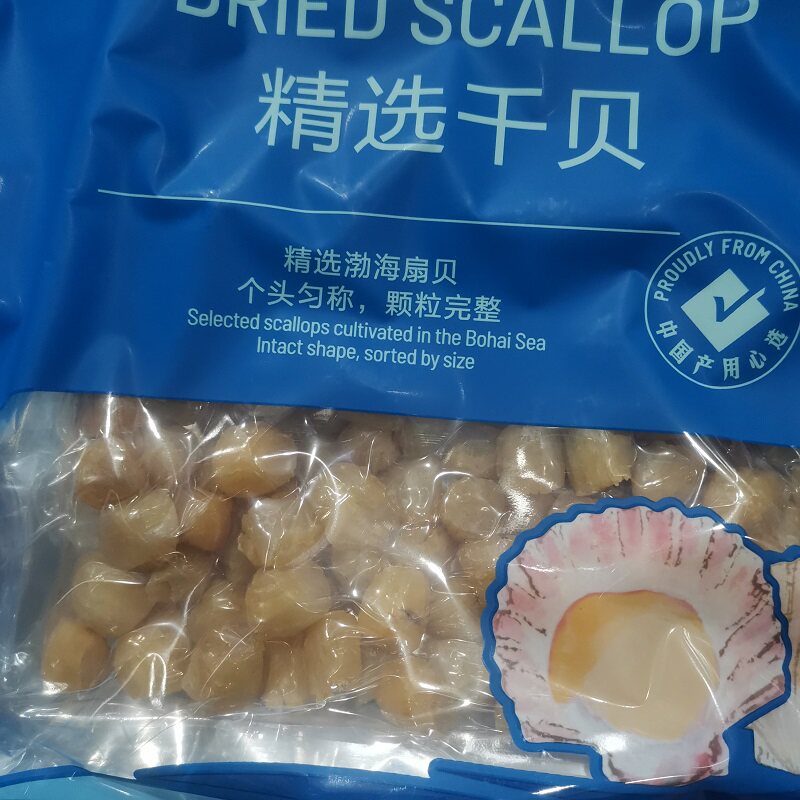 DRIED SCALLOP
精选干贝
精选渤海扇贝
个头匀称，颗粒完整
Selected scallops cultivated in the Bohai Sea
Intact shape, sorted by size
PROUDLY FROM CHINA
中国产用心选